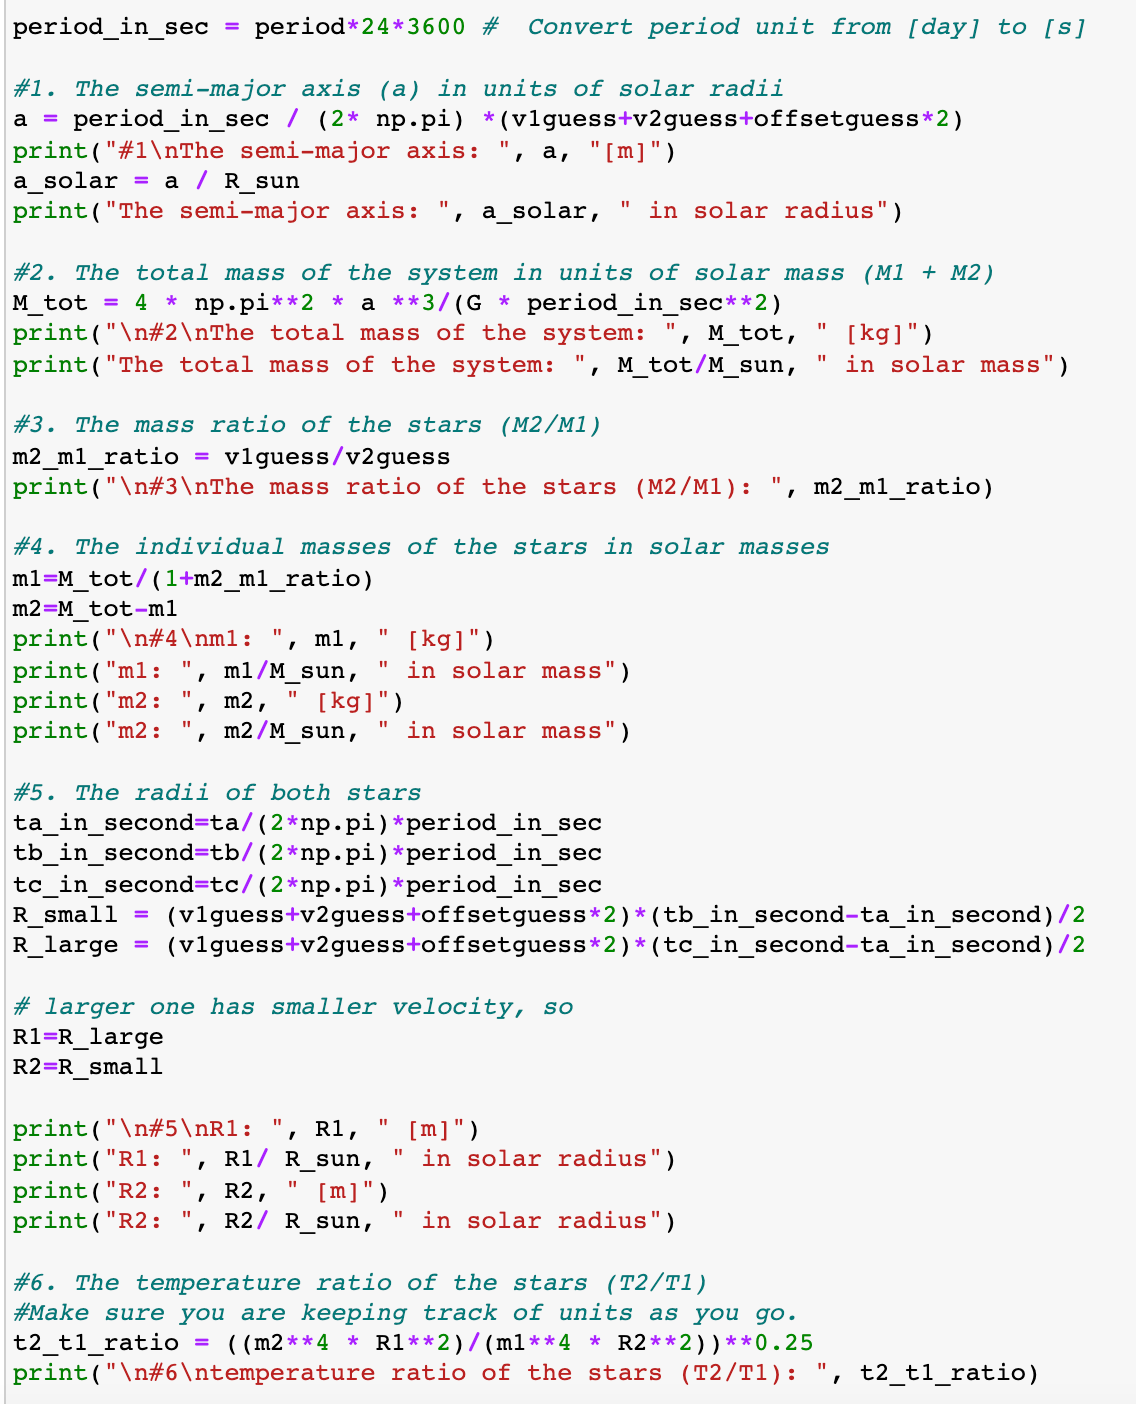 period_in_sec = period*24*3600 #  Convert period unit from [day] to [s]

#1. The semi-major axis (a) in units of solar radii
a = period_in_sec / (2* np.pi) *(v1guess+v2guess+offsetguess*2)
print("#1\nThe semi-major axis: ", a, "[m]")
a_solar = a / R_sun
print("The semi-major axis: ", a_solar, " in solar radius")

#2. The total mass of the system in units of solar mass (M1 + M2)
M_tot = 4 * np.pi**2 * a **3/(G * period_in_sec**2)
print("\n#2\nThe total mass of the system: ", M_tot, " [kg]")
print("The total mass of the system: ", M_tot/M_sun, " in solar mass")

#3. The mass ratio of the stars (M2/M1)
m2_m1_ratio = v1guess/v2guess
print("\n#3\nThe mass ratio of the stars (M2/M1): ", m2_m1_ratio)

#4. The individual masses of the stars in solar masses
m1=M_tot/(1+m2_m1_ratio)
m2=M_tot-m1
print("\n#4\nm1: ", m1, " [kg]")
print("m1: ", m1/M_sun, " in solar mass")
print("m2: ", m2, " [kg]")
print("m2: ", m2/M_sun, " in solar mass")

#5. The radii of both stars
ta_in_second=ta/(2*np.pi)*period_in_sec
tb_in_second=tb/(2*np.pi)*period_in_sec
tc_in_second=tc/(2*np.pi)*period_in_sec
R_small = (v1guess+v2guess+offsetguess*2)*(tb_in_second-ta_in_second)/2
R_large = (v1guess+v2guess+offsetguess*2)*(tc_in_second-ta_in_second)/2

# larger one has smaller velocity, so
R1=R_large
R2=R_small

print("\n#5\nR1: ", R1, " [m]")
print("R1: ", R1/ R_sun, " in solar radius")
print("R2: ", R2, " [m]")
print("R2: ", R2/ R_sun, " in solar radius")

#6. The temperature ratio of the stars (T2/T1)
#Make sure you are keeping track of units as you go.
t2_t1_ratio = ((m2**4 * R1**2)/(m1**4 * R2**2))**0.25
print("\n#6\ntemperature ratio of the stars (T2/T1): ", t2_t1_ratio)